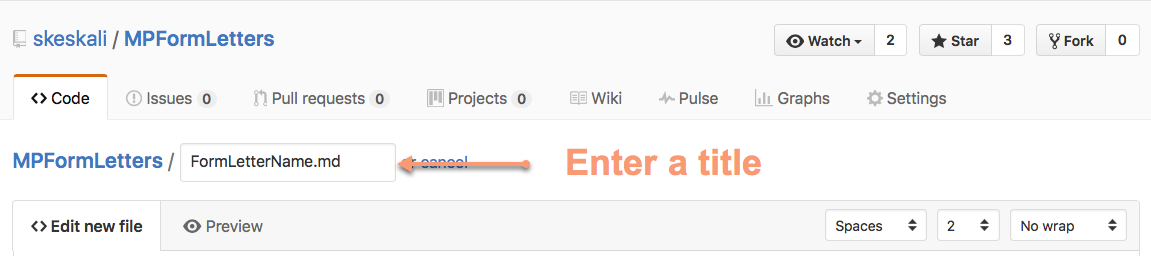 skeskali / MPFormLetters
Watch 2 Star 3 Fork 0
Code Issues 0 Pull requests 0 Projects 0 Wiki Pulse Graphs Settings
MPFormLetters / FormLetterName.md or cancel Enter a title
Edit new file Preview Spaces 2 No wrap